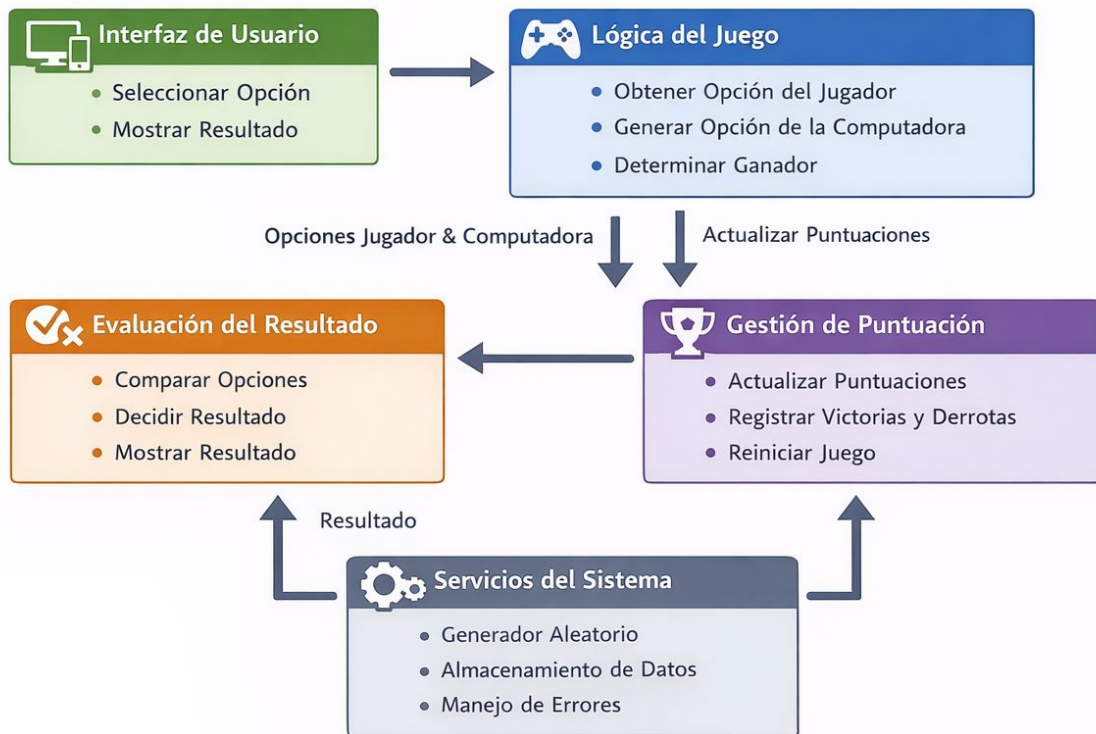 Interfaz de Usuario
• Seleccionar Opción
• Mostrar Resultado
Lógica del Juego
• Obtener Opción del Jugador
• Generar Opción de la Computadora
• Determinar Ganador
Opciones Jugador & Computadora
Actualizar Puntuaciones
Evaluación del Resultado
• Comparar Opciones
• Decidir Resultado
• Mostrar Resultado
Gestión de Puntuación
• Actualizar Puntuaciones
• Registrar Victorias y Derrotas
• Reiniciar Juego
Resultado
Servicios del Sistema
• Generador Aleatorio
• Almacenamiento de Datos
• Manejo de Errores